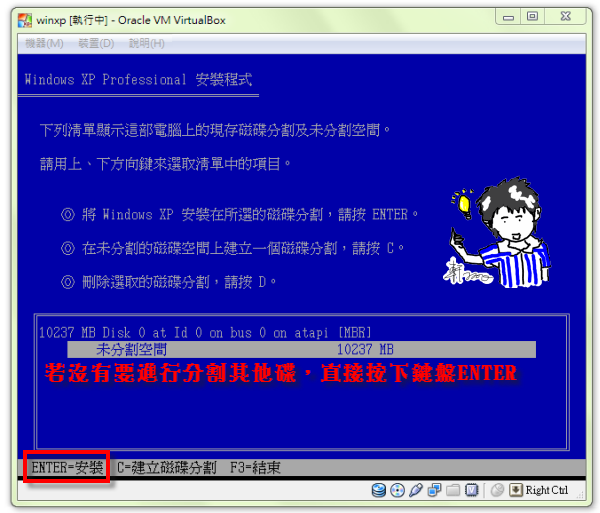 winxp [執行中] - Oracle VM VirtualBox
機器(M) 裝置(D) 說明(H)
Windows XP Professional 安裝程式
下列清單顯示這部電腦上的現存磁碟分割及未分割空間。
請用上、下方向鍵來選取清單中的項目。
◎ 將 Windows XP 安裝在所選的磁碟分割，請按 ENTER。
◎ 在未分割的磁碟空間上建立一個磁碟分割，請按 C。
◎ 刪除選取的磁碟分割，請按 D。
10237 MB Disk 0 at Id 0 on bus 0 on atapi [MBR]
未分割空間 10237 MB
若沒有要進行分割其他碟，直接按下鍵盤ENTER
ENTER=安裝 C=建立磁碟分割 F3=結束
Right Ctrl